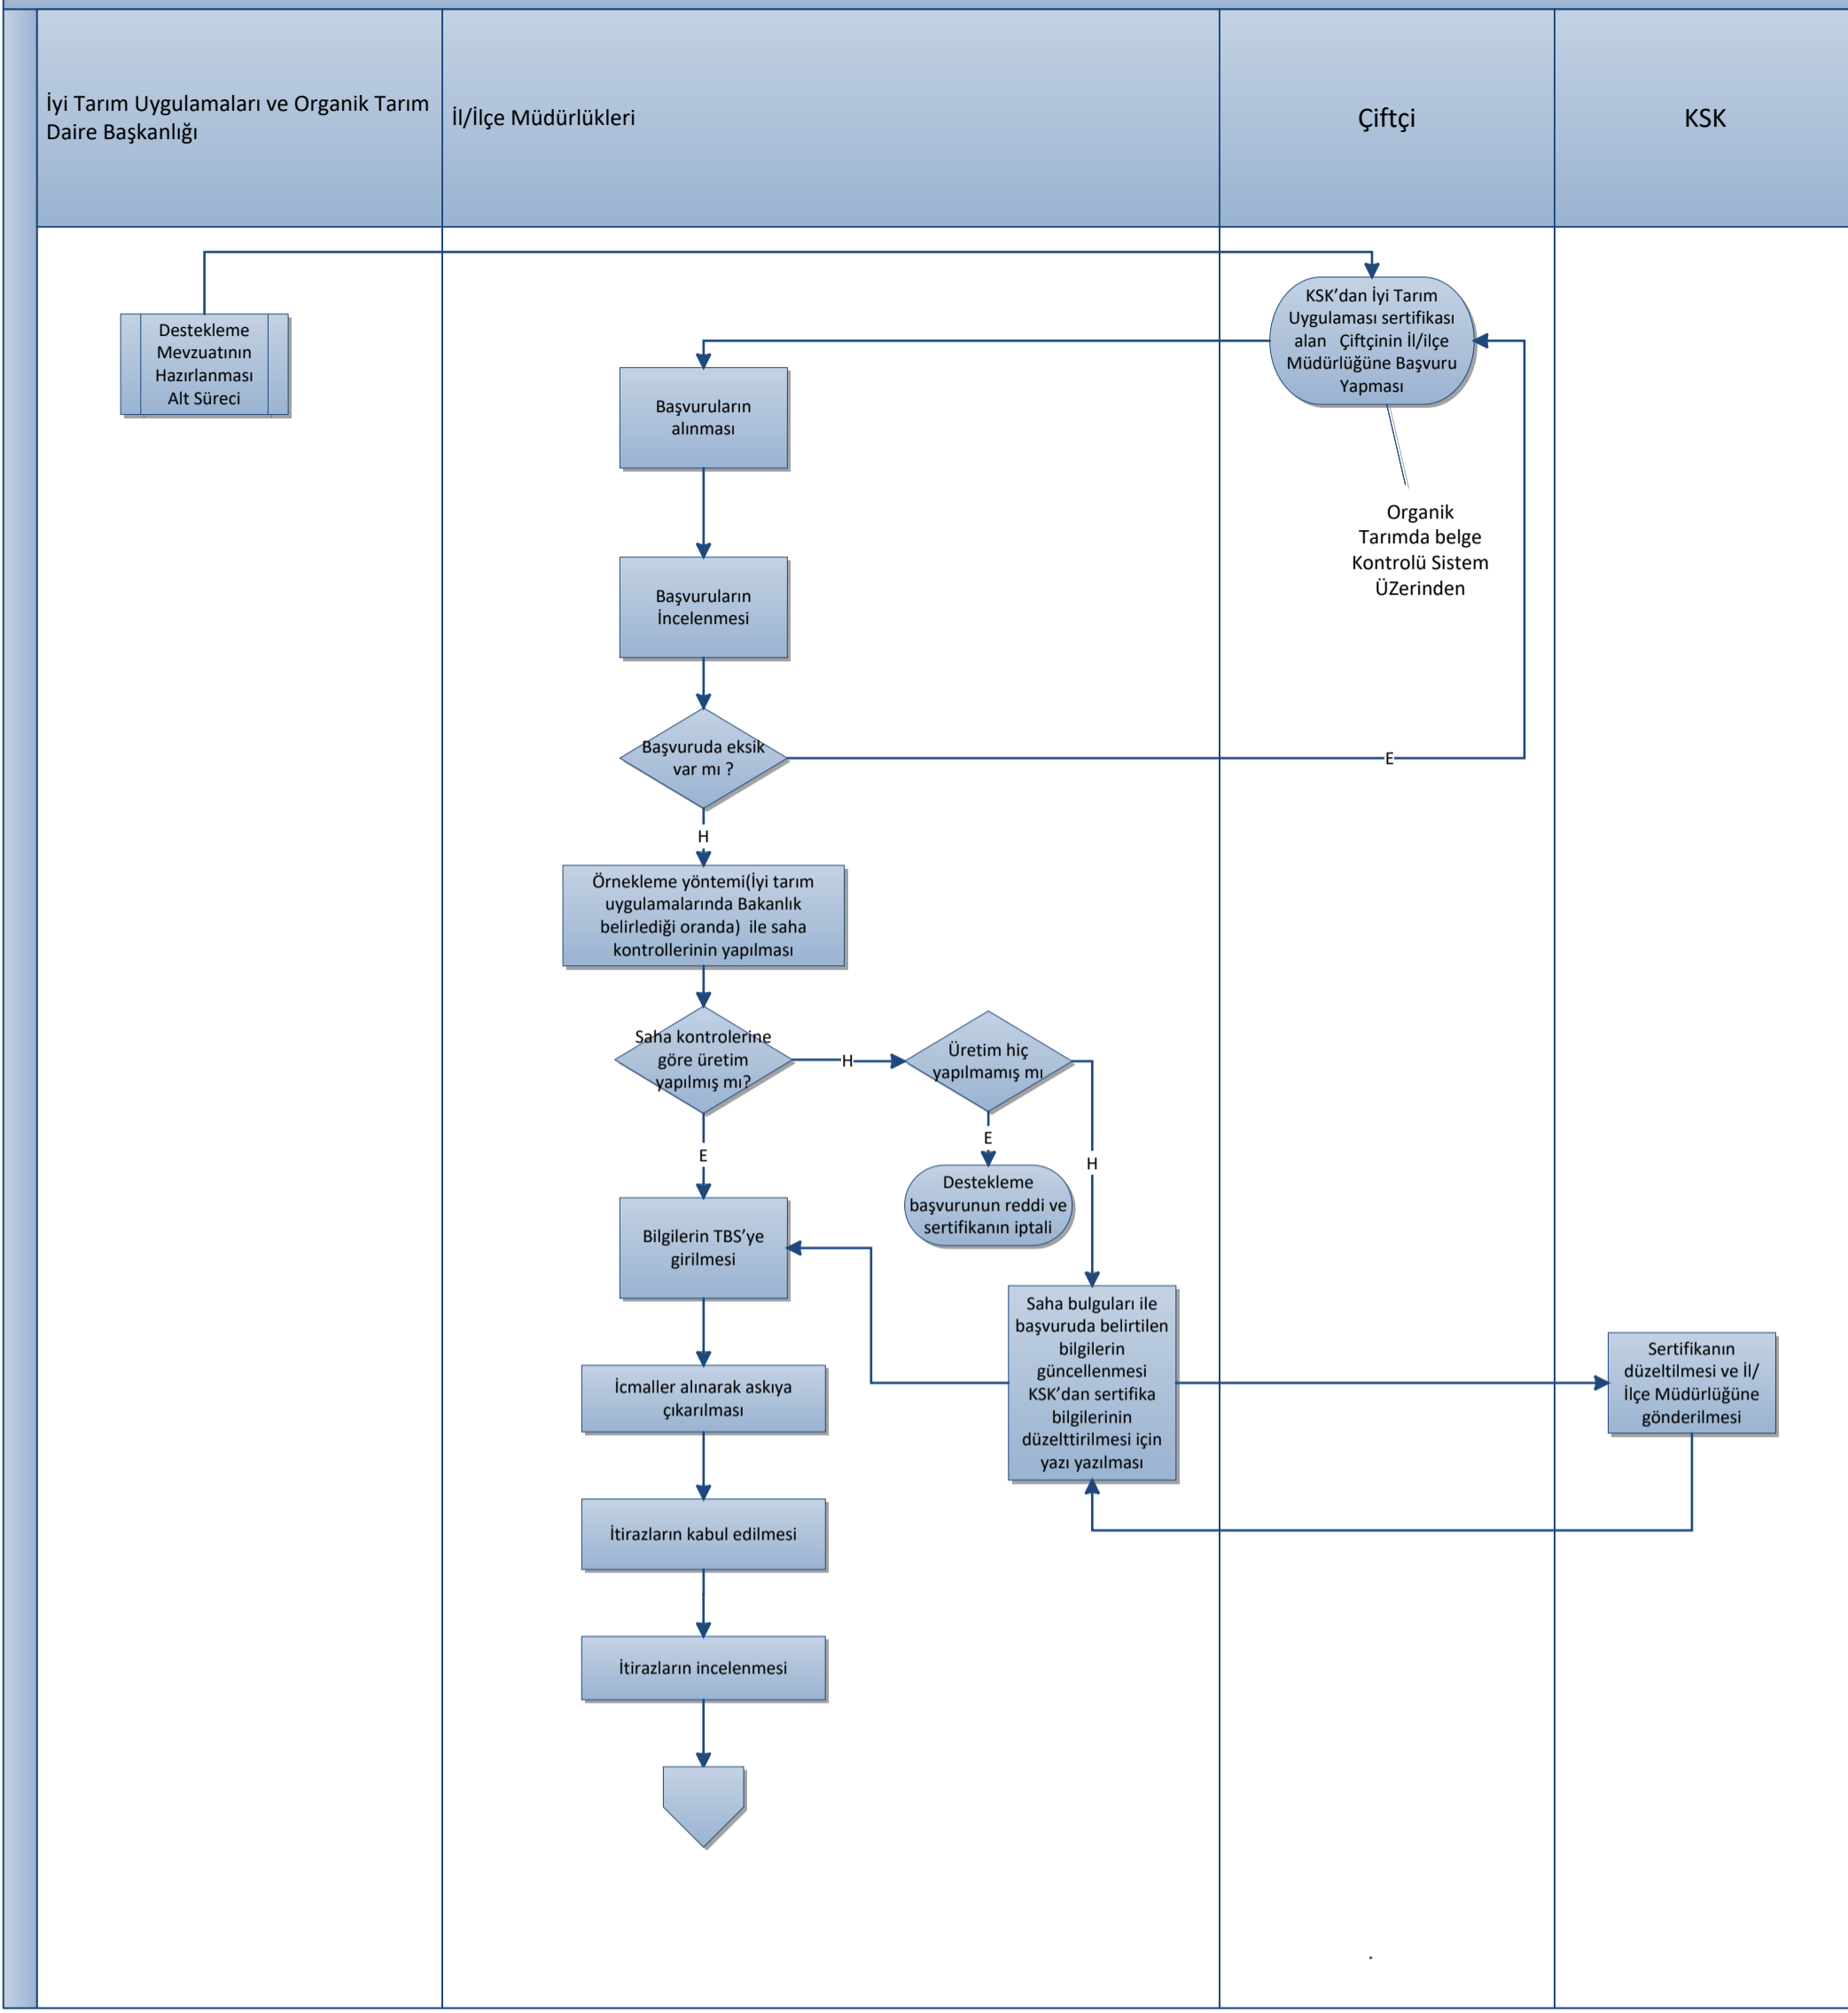 İyi Tarım Uygulamaları ve Organik Tarım
Daire Başkanlığı
İl/İlçe Müdürlükleri
Çiftçi
KSK
Destekleme
Mevzuatının
Hazırlanması
Alt Süreci
KSK’dan İyi Tarım
Uygulaması sertifikası
alan Çiftçinin İl/ilçe
Müdürlüğüne Başvuru
Yapması
Başvuruların
alınması
Organik
Tarımda belge
Kontrolü Sistem
ÜZerinden
Başvuruların
İncelenmesi
Başvuruda eksik
var mı ?
E
H
Örnekleme yöntemi(İyi tarım
uygulamalarında Bakanlık
belirlediği oranda) ile saha
kontrollerinin yapılması
Saha kontrolerine
göre üretim
yapılmış mı?
H
Üretim hiç
yapılmamış mı
E
E
H
Destekleme
başvurunun reddi ve
sertifikanın iptali
Bilgilerin TBS’ye
girilmesi
Saha bulguları ile
başvuruda belirtilen
bilgilerin
güncellenmesi
KSK’dan sertifika
bilgilerinin
düzelttirilmesi için
yazı yazılması
Sertifikanın
düzeltilmesi ve İl/
İlçe Müdürlüğüne
gönderilmesi
İcmaller alınarak askıya
çıkarılması
İtirazların kabul edilmesi
İtirazların incelenmesi
.